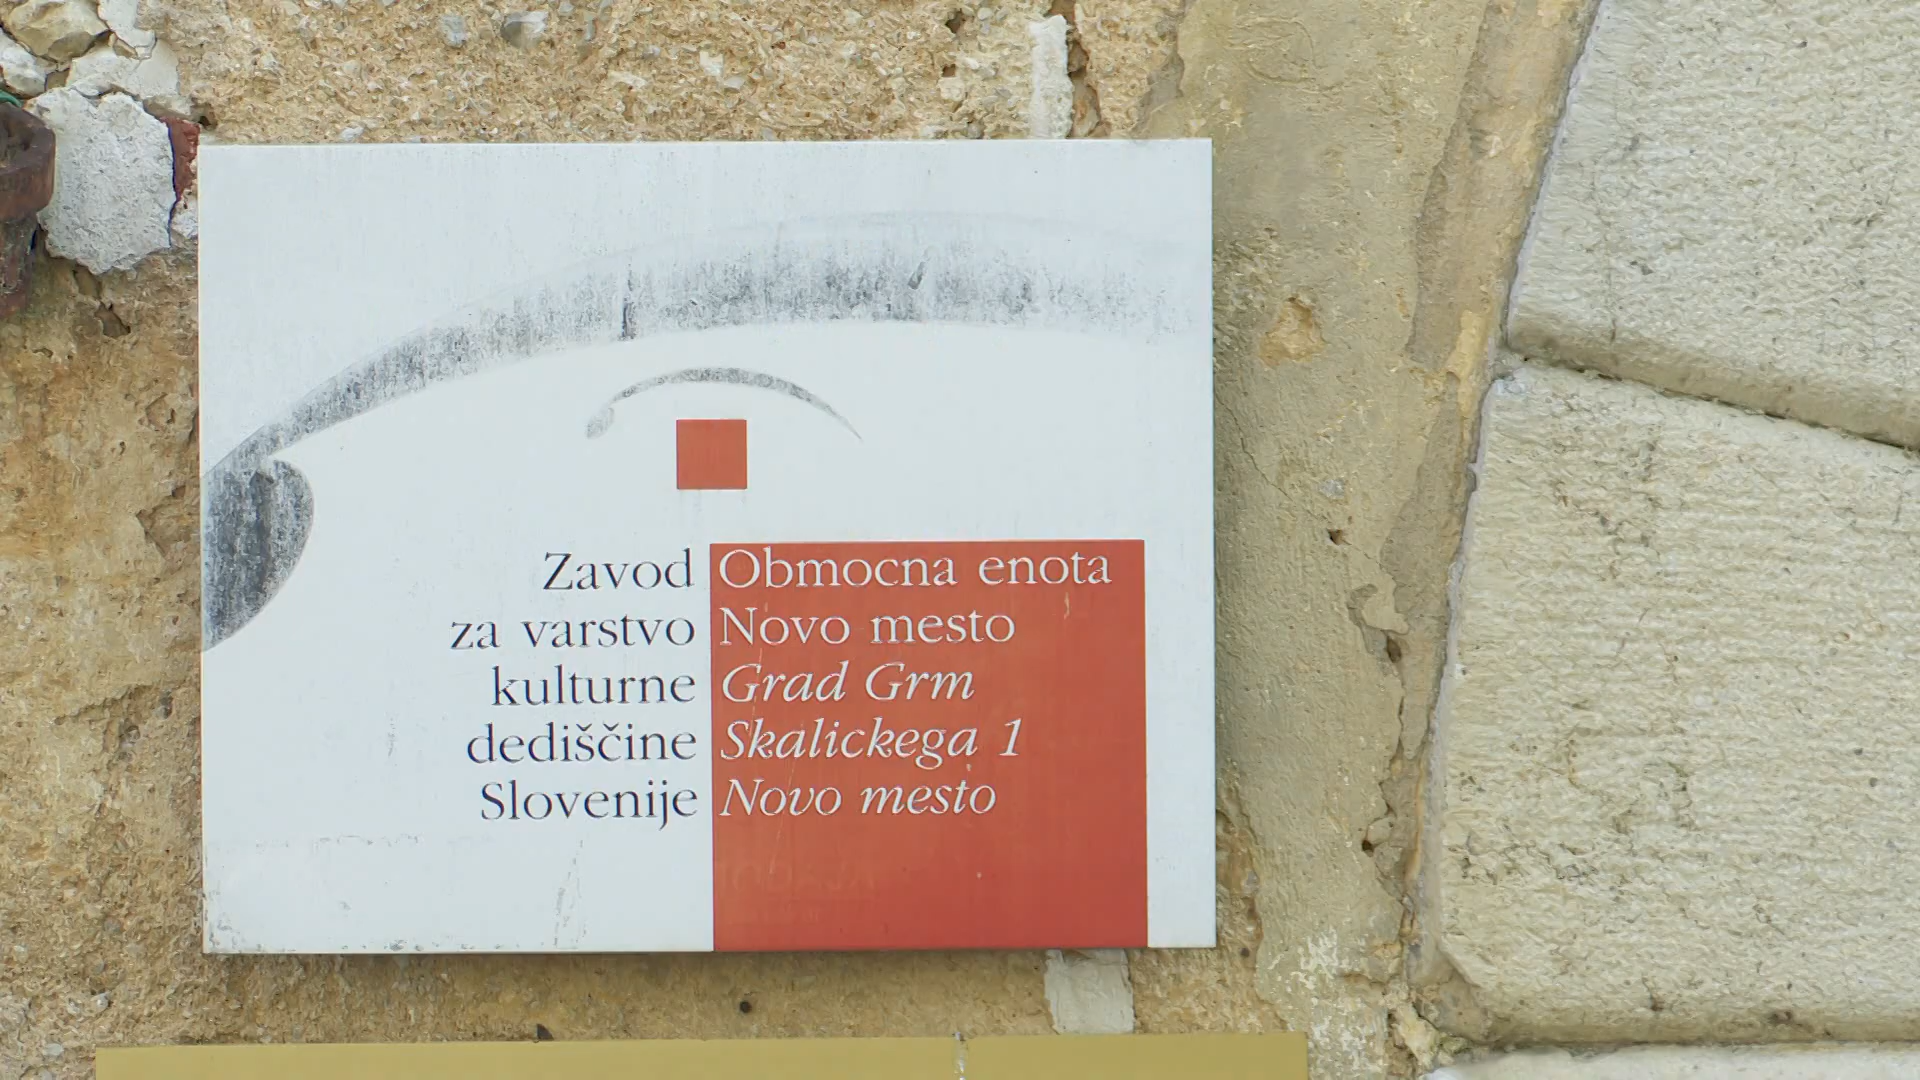 Zavod
za varstvo
kulturne
dediščine
Slovenije
Obmocna enota
Novo mesto
Grad Grm
Skalickega 1
Novo mesto